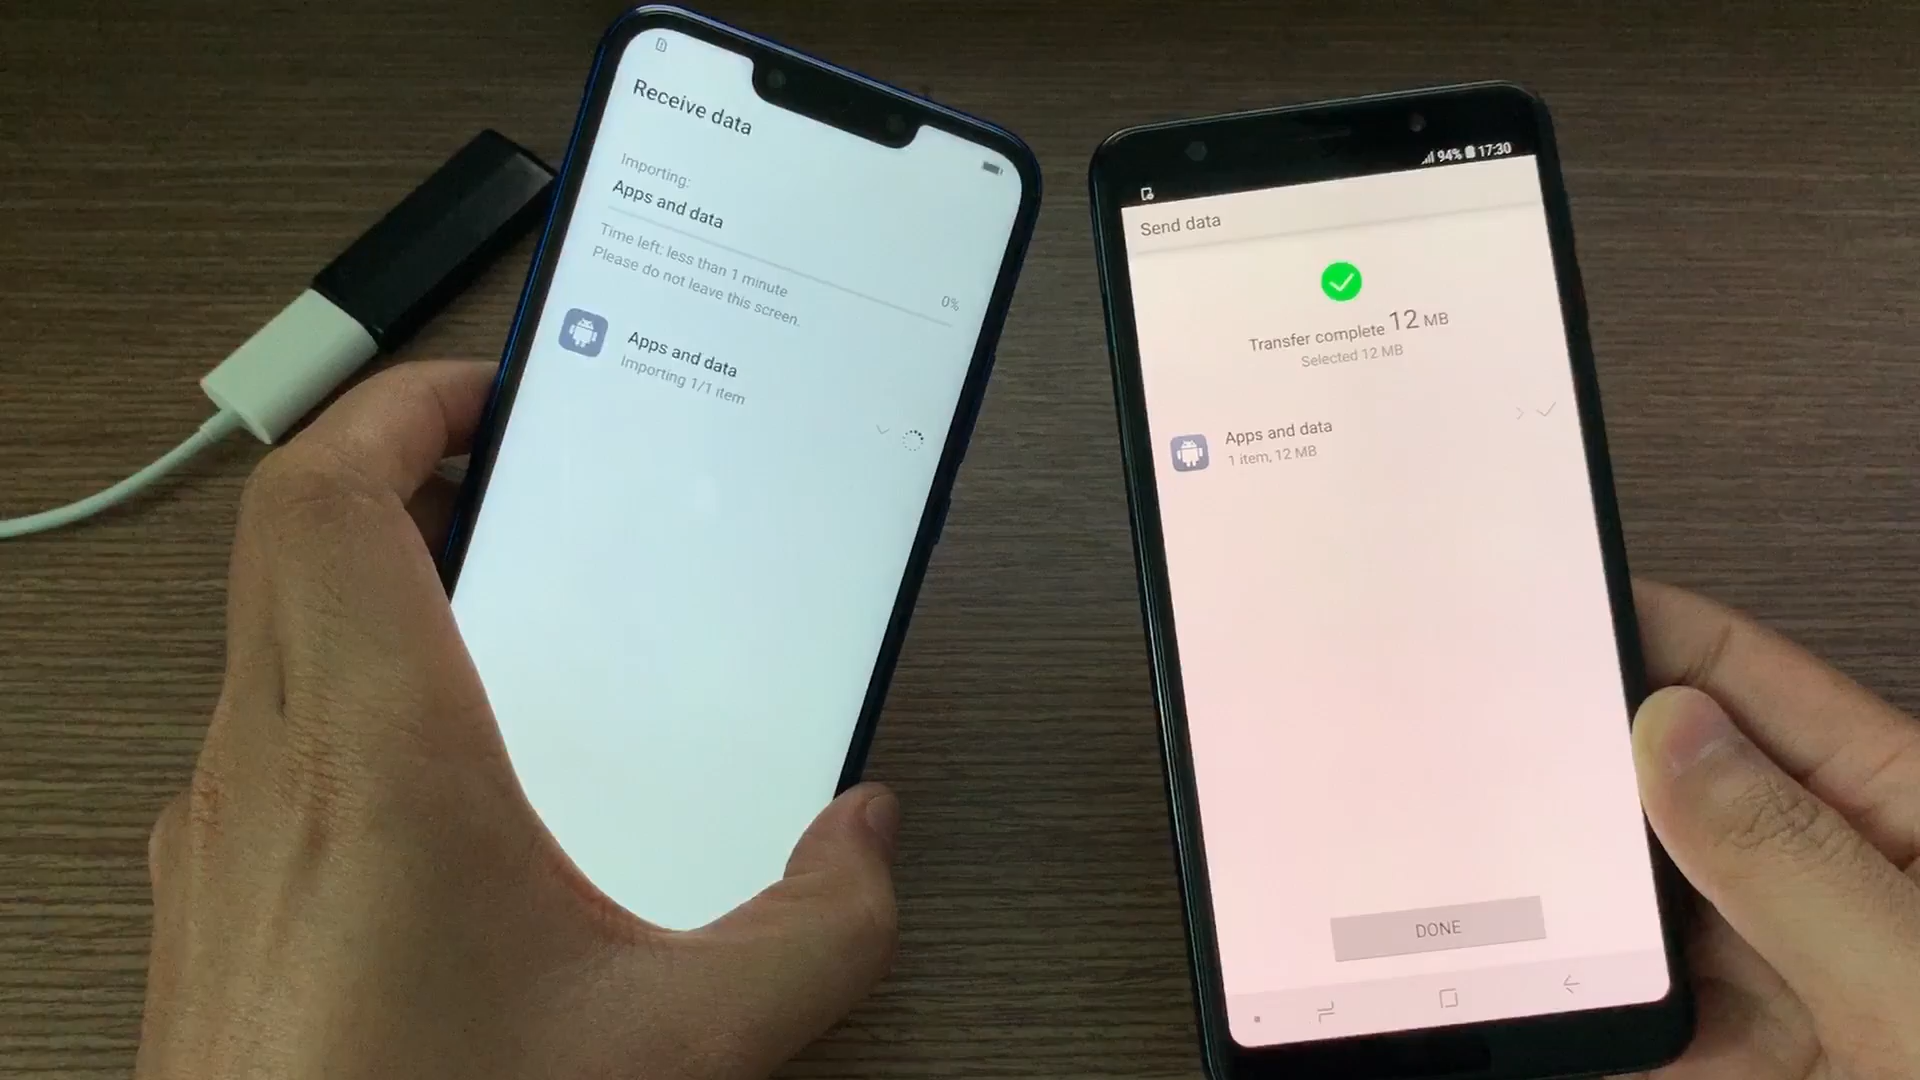 Receive data
Importing:
Apps and data
Time left: less than 1 minute
0%
Please do not leave this screen.
Apps and data
Importing 1/1 item
94% 17:30
Send data
Transfer complete 12 MB
Selected 12 MB
Apps and data
1 item, 12 MB
DONE